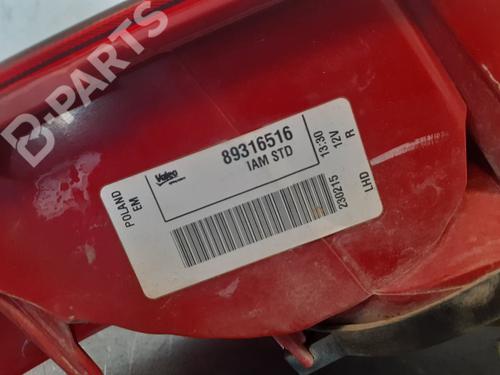 B-PARTS
Valeo
89316516
IAM STD
POLAND
EM
230215 13:30
LHD 12V R